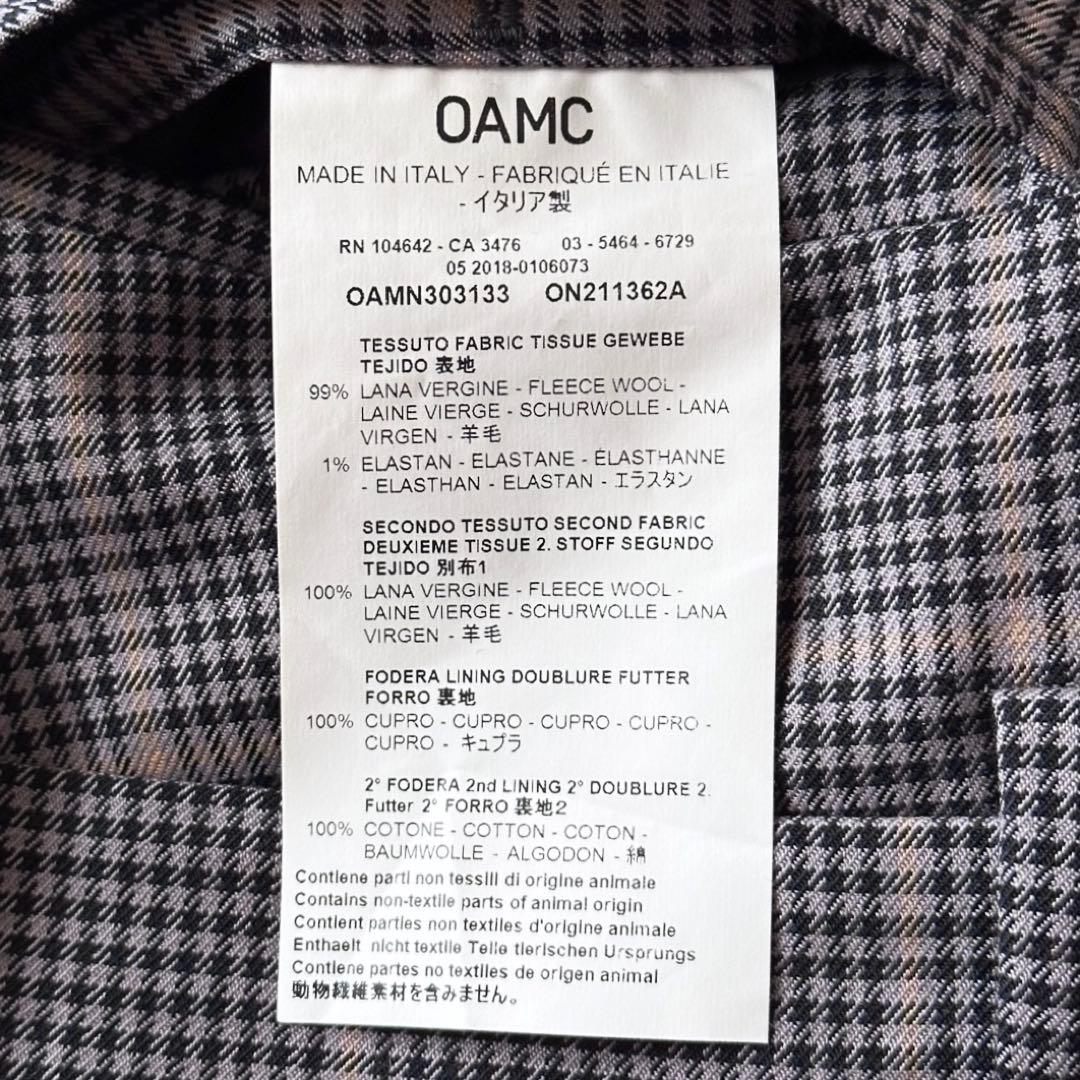 OAMC
MADE IN ITALY - FABRIQUÉ EN ITALIE
- イタリア製
RN 104642 - CA 3476 03 - 5464 - 6729
05 2018-0106073
OAMN303133 ON211362A
TESSUTO FABRIC TISSUE GEWEBE
TEJIDO 表地
99% LANA VERGINE - FLEECE WOOL -
LAINE VIERGE - SCHURWOLLE - LANA
VIRGEN - 羊毛
1% ELASTAN - ELASTANE - ÉLASTHANNE
- ELASTHAN - ELASTAN - エラスタン
SECONDO TESSUTO SECOND FABRIC
DEUXIEME TISSUE 2. STOFF SEGUNDO
TEJIDO 別布1
100% LANA VERGINE - FLEECE WOOL -
LAINE VIERGE - SCHURWOLLE - LANA
VIRGEN - 羊毛
FODERA LINING DOUBLURE FUTTER
FORRO 裏地
100% CUPRO - CUPRO - CUPRO - CUPRO -
CUPRO - キュプラ
2° FODERA 2nd LINING 2° DOUBLURE 2.
Futter 2° FORRO 裏地2
100% COTONE - COTTON - COTON -
BAUMWOLLE - ALGODON - 綿
Contiene parti non tessili di origine animale
Contains non-textile parts of animal origin
Contient parties non textiles d'origine animale
Enthaelt nicht textile Teile tierischen Ursprungs
Contiene partes no textiles de origen animal
動物繊維素材を含みません。